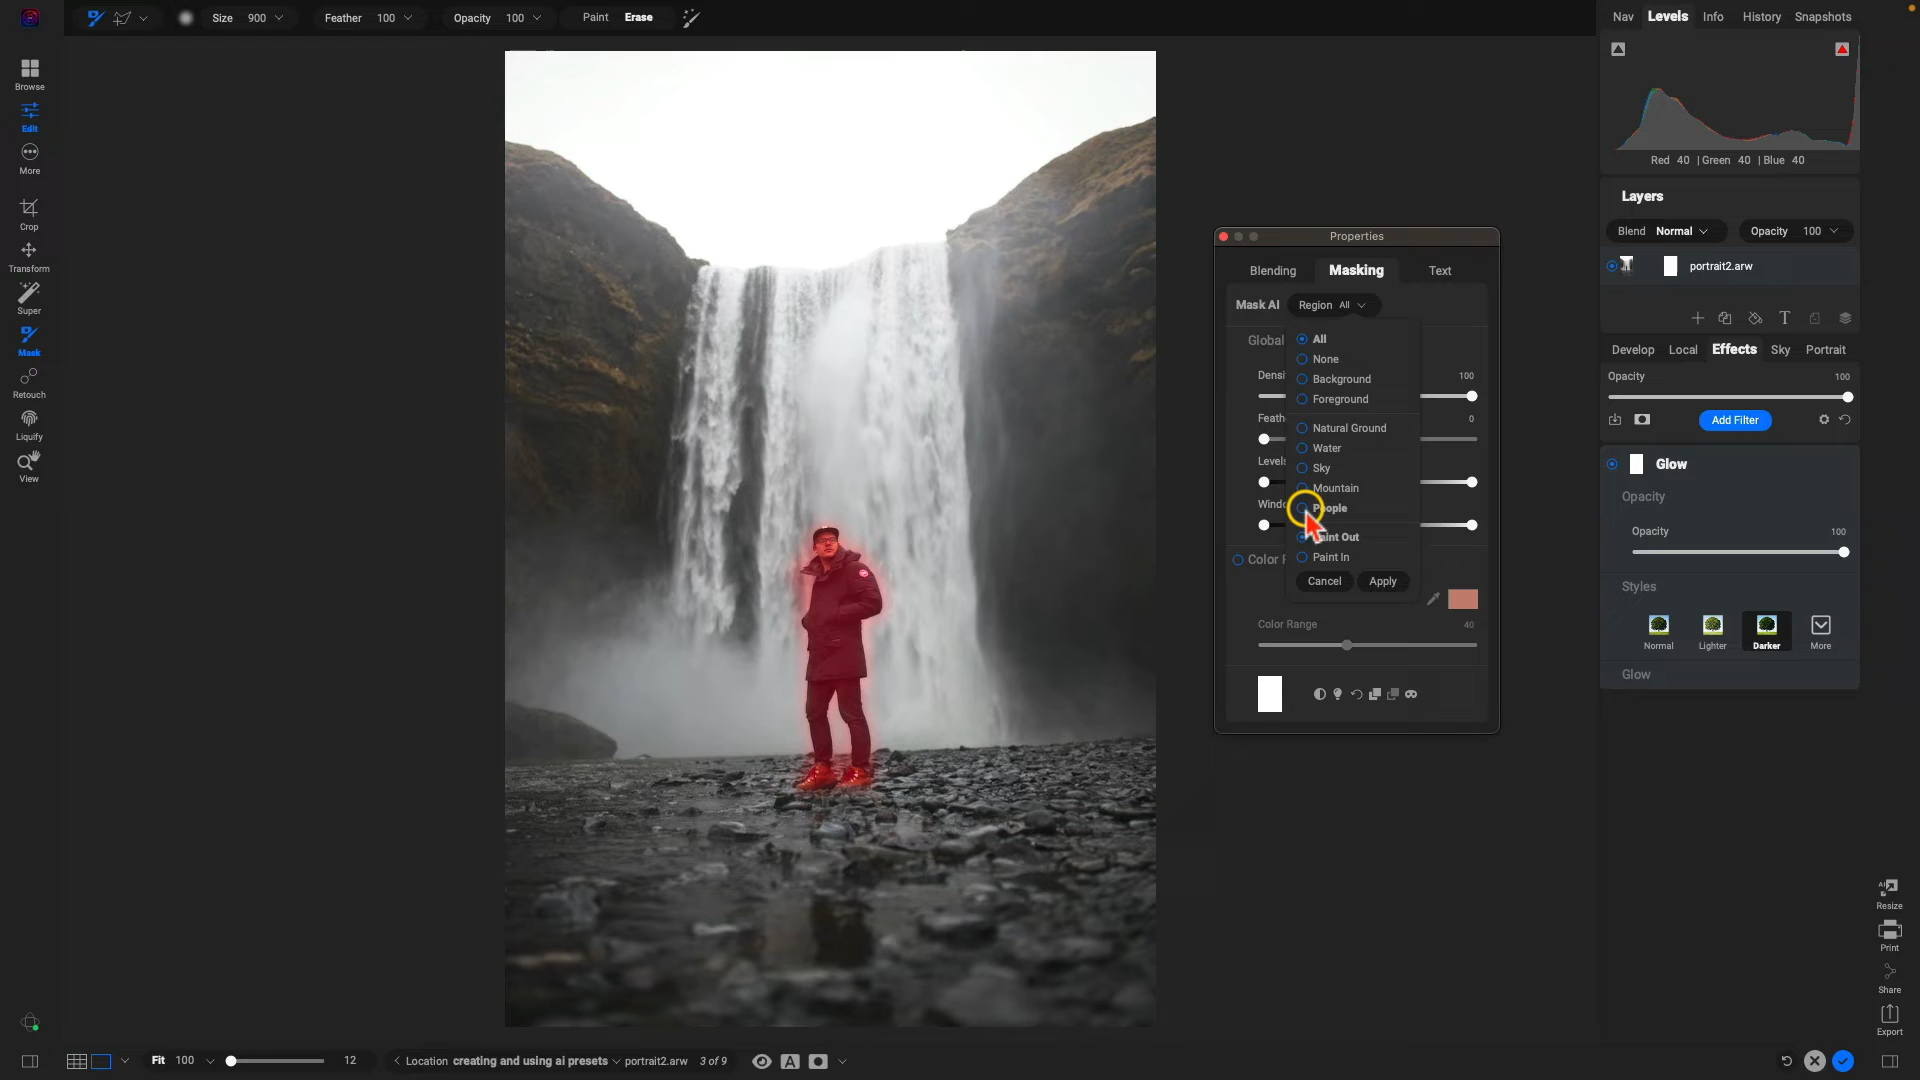 Size 900
Feather 100
Opacity 100
Paint Erase
Nav Levels Info History Snapshots
Browse
Edit
More
Crop
Transform
Super
Mask
Retouch
Liquify
View
Red 40 | Green 40 | Blue 40
Layers
Blend Normal
Opacity 100
portrait2.arw
T
Develop Local Effects Sky Portrait
Opacity 100
Add Filter
Glow
Opacity
Opacity 100
Styles
Normal Lighter Darker More
Glow
Properties
Blending Masking Text
Mask AI Region All
All
None
Background
Foreground
Natural Ground
Water
Sky
Mountain
People
Paint In
Cancel Apply
Global
100
0
Levels
Color Range 40
AI
Resize
Print
Share
Export
Fit 100
12
Location creating and using ai presets portrait2.arw 3 of 9
A